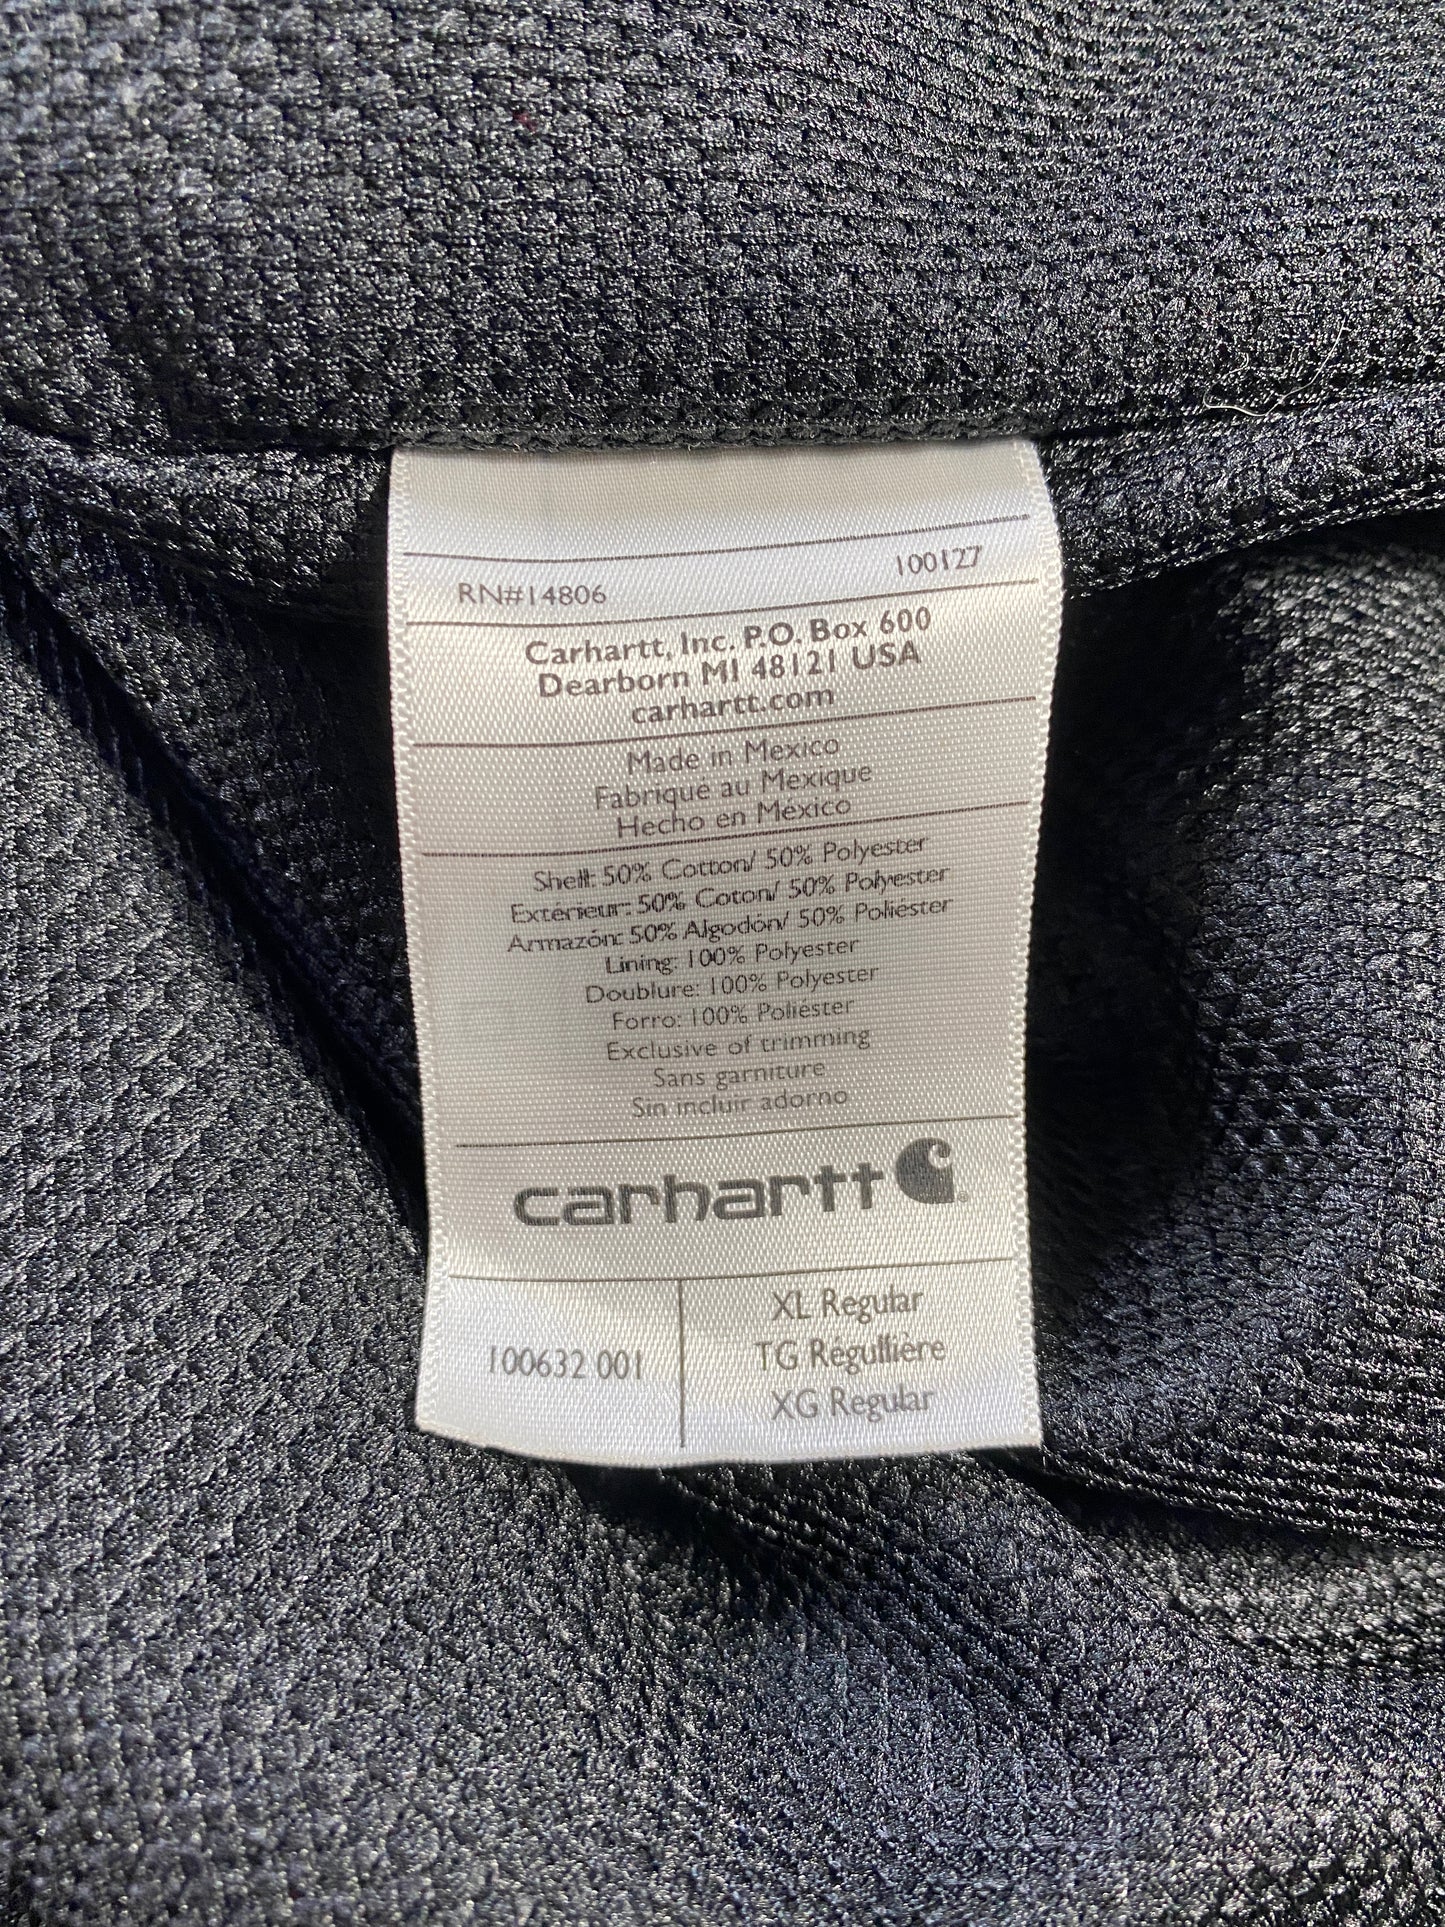 RN#14806 100127
Carhartt, Inc. P.O. Box 600
Dearborn MI 48121 USA
carhartt.com
Made in Mexico
Fabriqué au Mexique
Hecho en México
Shell: 50% Cotton/ 50% Polyester
Extérieur: 50% Coton/ 50% Polyester
Armazón: 50% Algodón/ 50% Poliéster
Lining: 100% Polyester
Doublure: 100% Polyester
Forro: 100% Poliéster
Exclusive of trimming
Sans garniture
Sin incluir adorno
carhartt
100632 001
XL Regular
TG Régullière
XG Regular